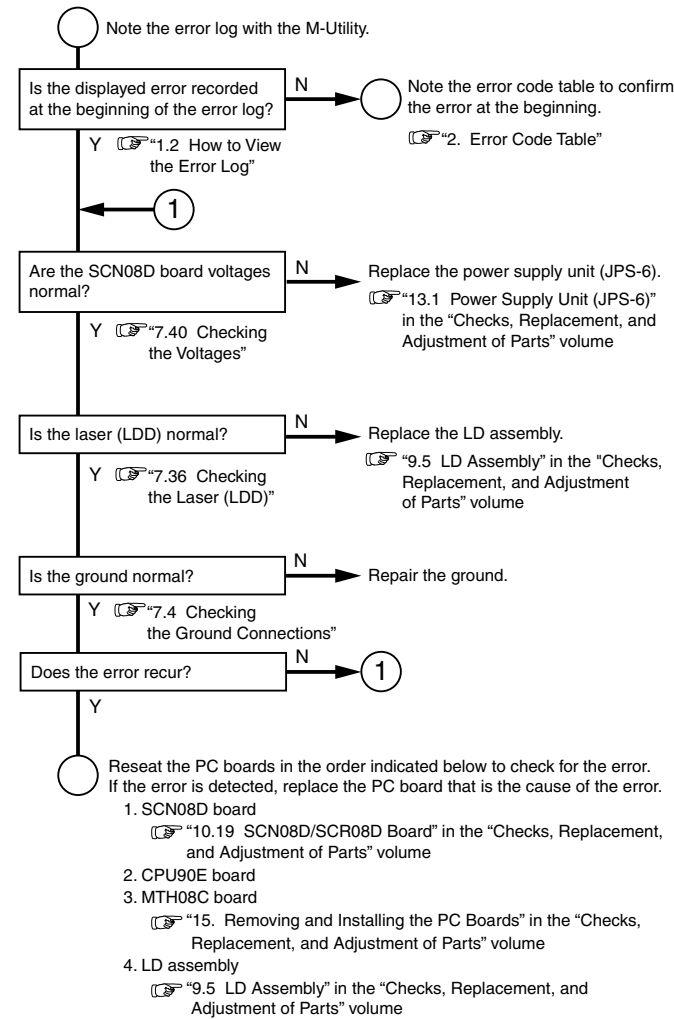 Note the error log with the M-Utility.
Is the displayed error recorded
at the beginning of the error log?
N
Note the error code table to confirm
the error at the beginning.
“2. Error Code Table”
Y
“1.2 How to View
the Error Log”
1
Are the SCN08D board voltages
normal?
N
Replace the power supply unit (JPS-6).
“13.1 Power Supply Unit (JPS-6)”
in the “Checks, Replacement, and
Adjustment of Parts” volume
Y
“7.40 Checking
the Voltages”
Is the laser (LDD) normal?
N
Replace the LD assembly.
“9.5 LD Assembly” in the "Checks,
Replacement, and Adjustment
of Parts” volume
Y
“7.36 Checking
the Laser (LDD)”
Is the ground normal?
N
Repair the ground.
Y
“7.4 Checking
the Ground Connections”
Does the error recur?
N
1
Y
Reseat the PC boards in the order indicated below to check for the error.
If the error is detected, replace the PC board that is the cause of the error.
1. SCN08D board
“10.19 SCN08D/SCR08D Board” in the “Checks, Replacement,
and Adjustment of Parts” volume
2. CPU90E board
3. MTH08C board
“15. Removing and Installing the PC Boards” in the “Checks,
Replacement, and Adjustment of Parts” volume
4. LD assembly
“9.5 LD Assembly” in the “Checks, Replacement, and
Adjustment of Parts” volume